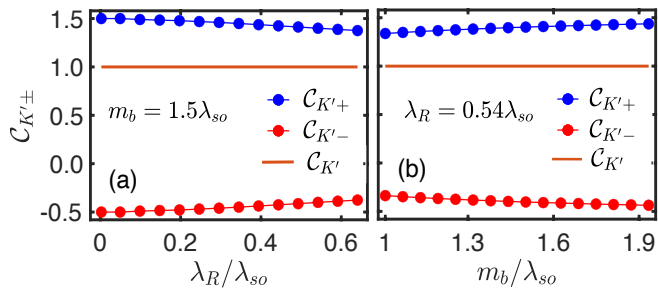 1.5
1.0
0.5
0.0
-0.5
𝒞_{K′±}
m_b = 1.5λ_{so}
𝒞_{K′+}
𝒞_{K′−}
𝒞_{K′}
(a)
0 0.2 0.4 0.6
λ_R/λ_{so}
λ_R = 0.54λ_{so}
𝒞_{K′+}
𝒞_{K′−}
𝒞_{K′}
(b)
1 1.3 1.6 1.9
m_b/λ_{so}